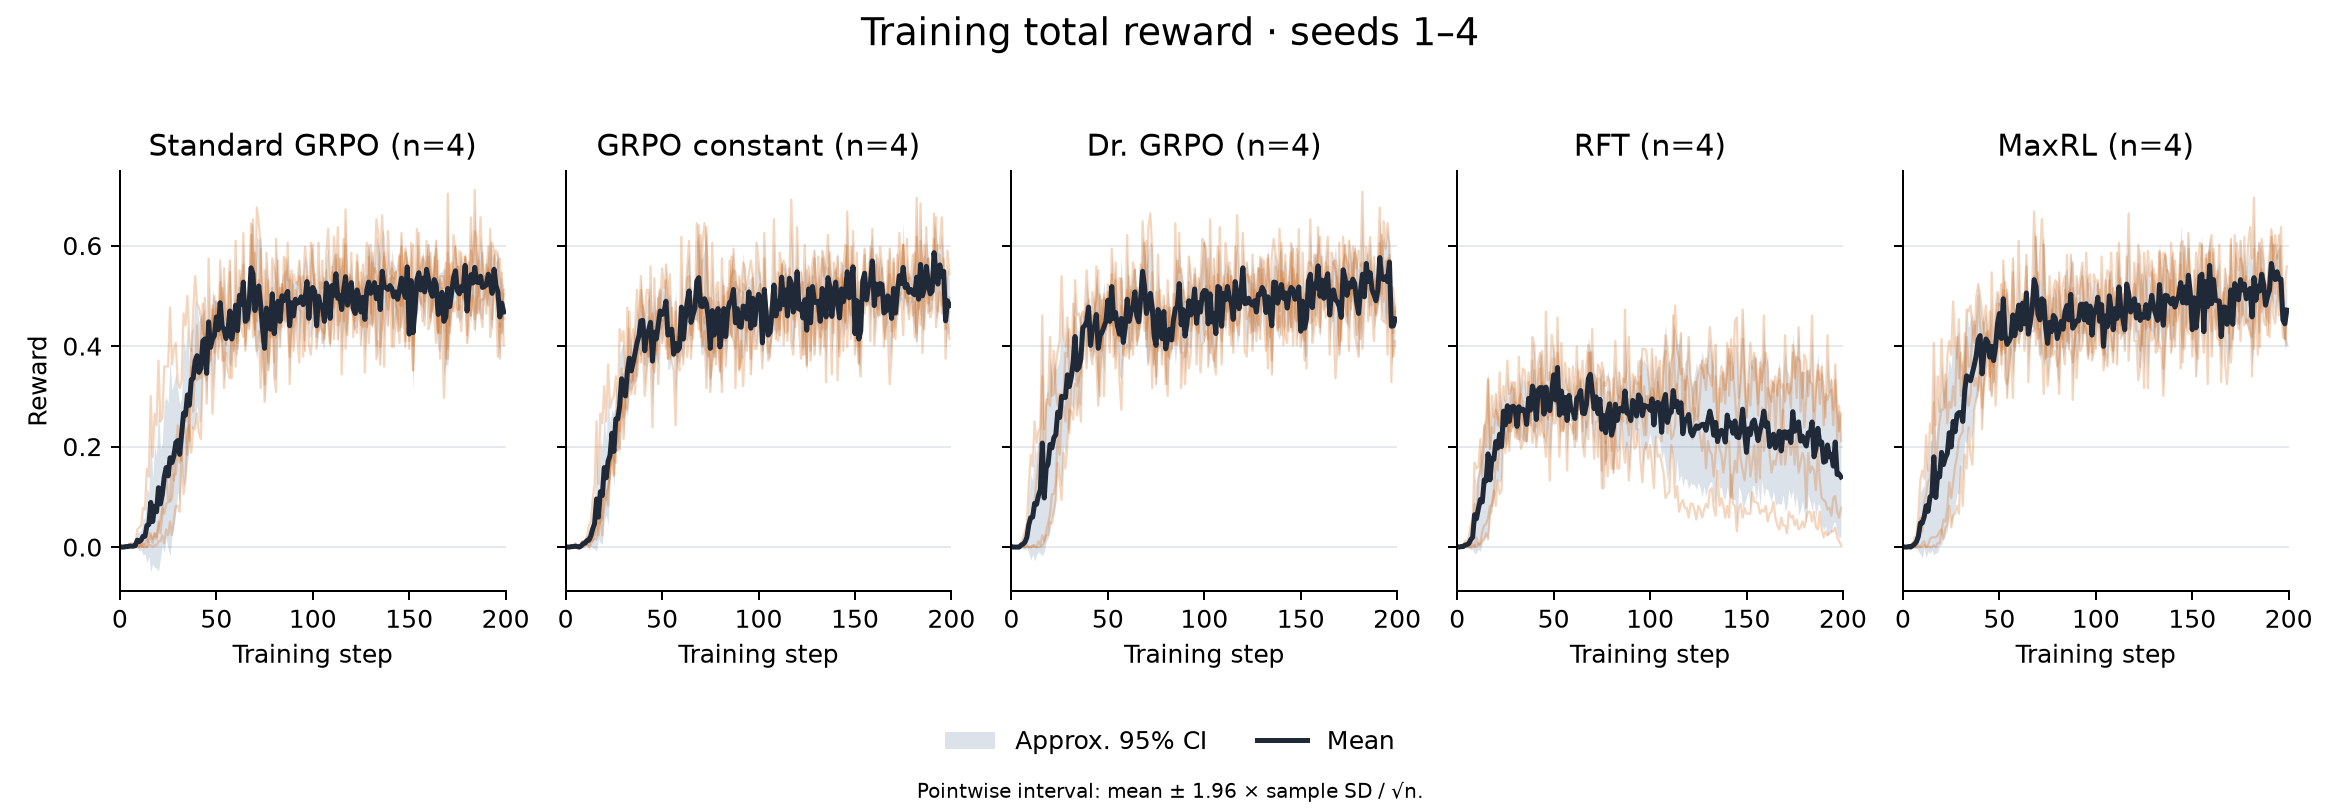 Training total reward · seeds 1–4
Standard GRPO (n=4)
GRPO constant (n=4)
Dr. GRPO (n=4)
RFT (n=4)
MaxRL (n=4)
Reward
0.6
0.4
0.2
0.0
0 50 100 150 200
0 50 100 150 200
0 50 100 150 200
0 50 100 150 200
0 50 100 150 200
Training step
Training step
Training step
Training step
Training step
Approx. 95% CI
Mean
Pointwise interval: mean ± 1.96 × sample SD / √n.